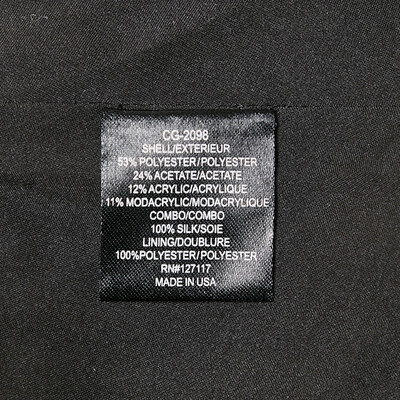 CG-2098
SHELL/EXTERIEUR
53% POLYESTER/POLYESTER
24% ACETATE/ACETATE
12% ACRYLIC/ACRYLIQUE
11% MODACRYLIC/MODACRYLIQUE
COMBO/COMBO
100% SILK/SOIE
LINING/DOUBLURE
100%POLYESTER/POLYESTER
RN#127117
MADE IN USA